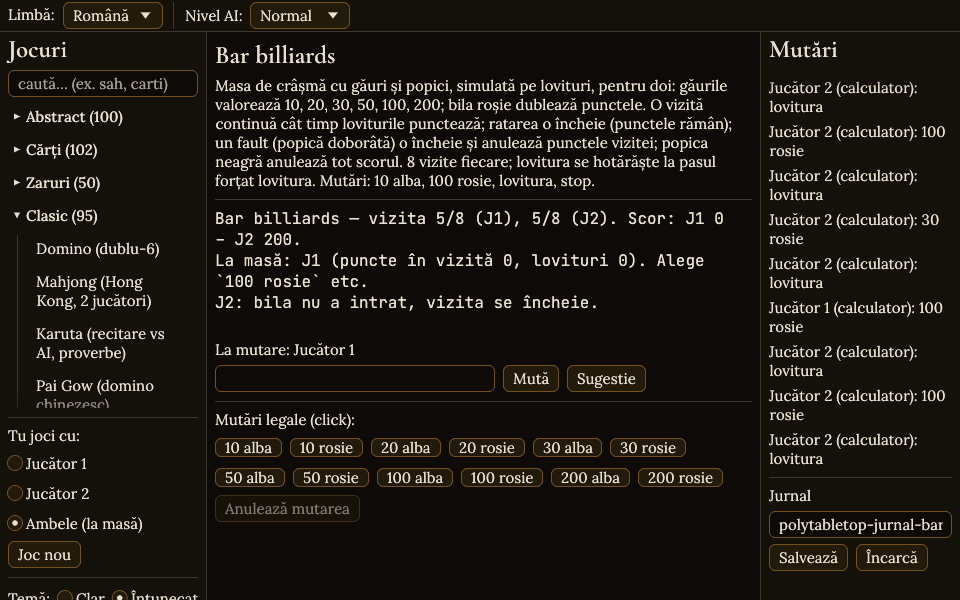 Limbă: Română ▼ Nivel AI: Normal ▼
Jocuri
caută... (ex. sah, carti)
▸ Abstract (100)
▸ Cărți (102)
▸ Zaruri (50)
▾ Clasic (95)
Domino (dublu-6)
Mahjong (Hong
Kong, 2 jucători)
Karuta (recitare vs
AI, proverbe)
Pai Gow (domino
chinezesc)
Tu joci cu:
Jucător 1
Jucător 2
Ambele (la masă)
Joc nou
Temă: Clar Întunecat
Bar billiards
Masa de crâșmă cu găuri și popici, simulată pe lovituri, pentru doi: găurile
valorează 10, 20, 30, 50, 100, 200; bila roșie dublează punctele. O vizită
continuă cât timp loviturile punctează; ratarea o încheie (punctele rămân);
un fault (popică doborâtă) o încheie și anulează punctele vizitei; popica
neagră anulează tot scorul. 8 vizite fiecare; lovitura se hotărăște la pasul
forțat lovitura. Mutări: 10 alba, 100 rosie, lovitura, stop.
Bar billiards — vizita 5/8 (J1), 5/8 (J2). Scor: J1 0
– J2 200.
La masă: J1 (puncte în vizită 0, lovituri 0). Alege
`100 rosie` etc.
J2: bila nu a intrat, vizita se încheie.
La mutare: Jucător 1
Mută Sugestie
Mutări legale (click):
10 alba 10 rosie 20 alba 20 rosie 30 alba 30 rosie
50 alba 50 rosie 100 alba 100 rosie 200 alba 200 rosie
Anulează mutarea
Mutări
Jucător 2 (calculator):
lovitura
Jucător 2 (calculator): 100
rosie
Jucător 2 (calculator):
lovitura
Jucător 2 (calculator): 30
rosie
Jucător 2 (calculator):
lovitura
Jucător 1 (calculator): 100
rosie
Jucător 2 (calculator):
lovitura
Jucător 2 (calculator): 100
rosie
Jucător 2 (calculator):
lovitura
Jurnal
polytabletop-jurnal-bar
Salvează Încarcă